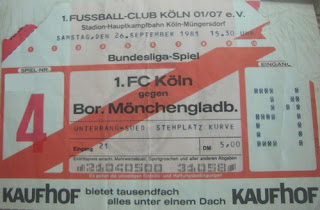 1. FUSSBALL-CLUB KÖLN 01/07 e.V.
Stadion-Hauptkampfbahn Köln-Müngersdorf
SAMSTAG,DEN 26.SEPTEMBER 1981 15.30 UHR
Bundesliga-Spiel
SPIEL-NR. EINGANG
4
1. FC Köln
gegen
Bor. Mönchengladb.
UNTERRANG-SUED STEHPLATZ KURVE
Eingang 21 DM 5,00
KAUFHOF bietet tausendfach
alles unter einem Dach KAUFHOF